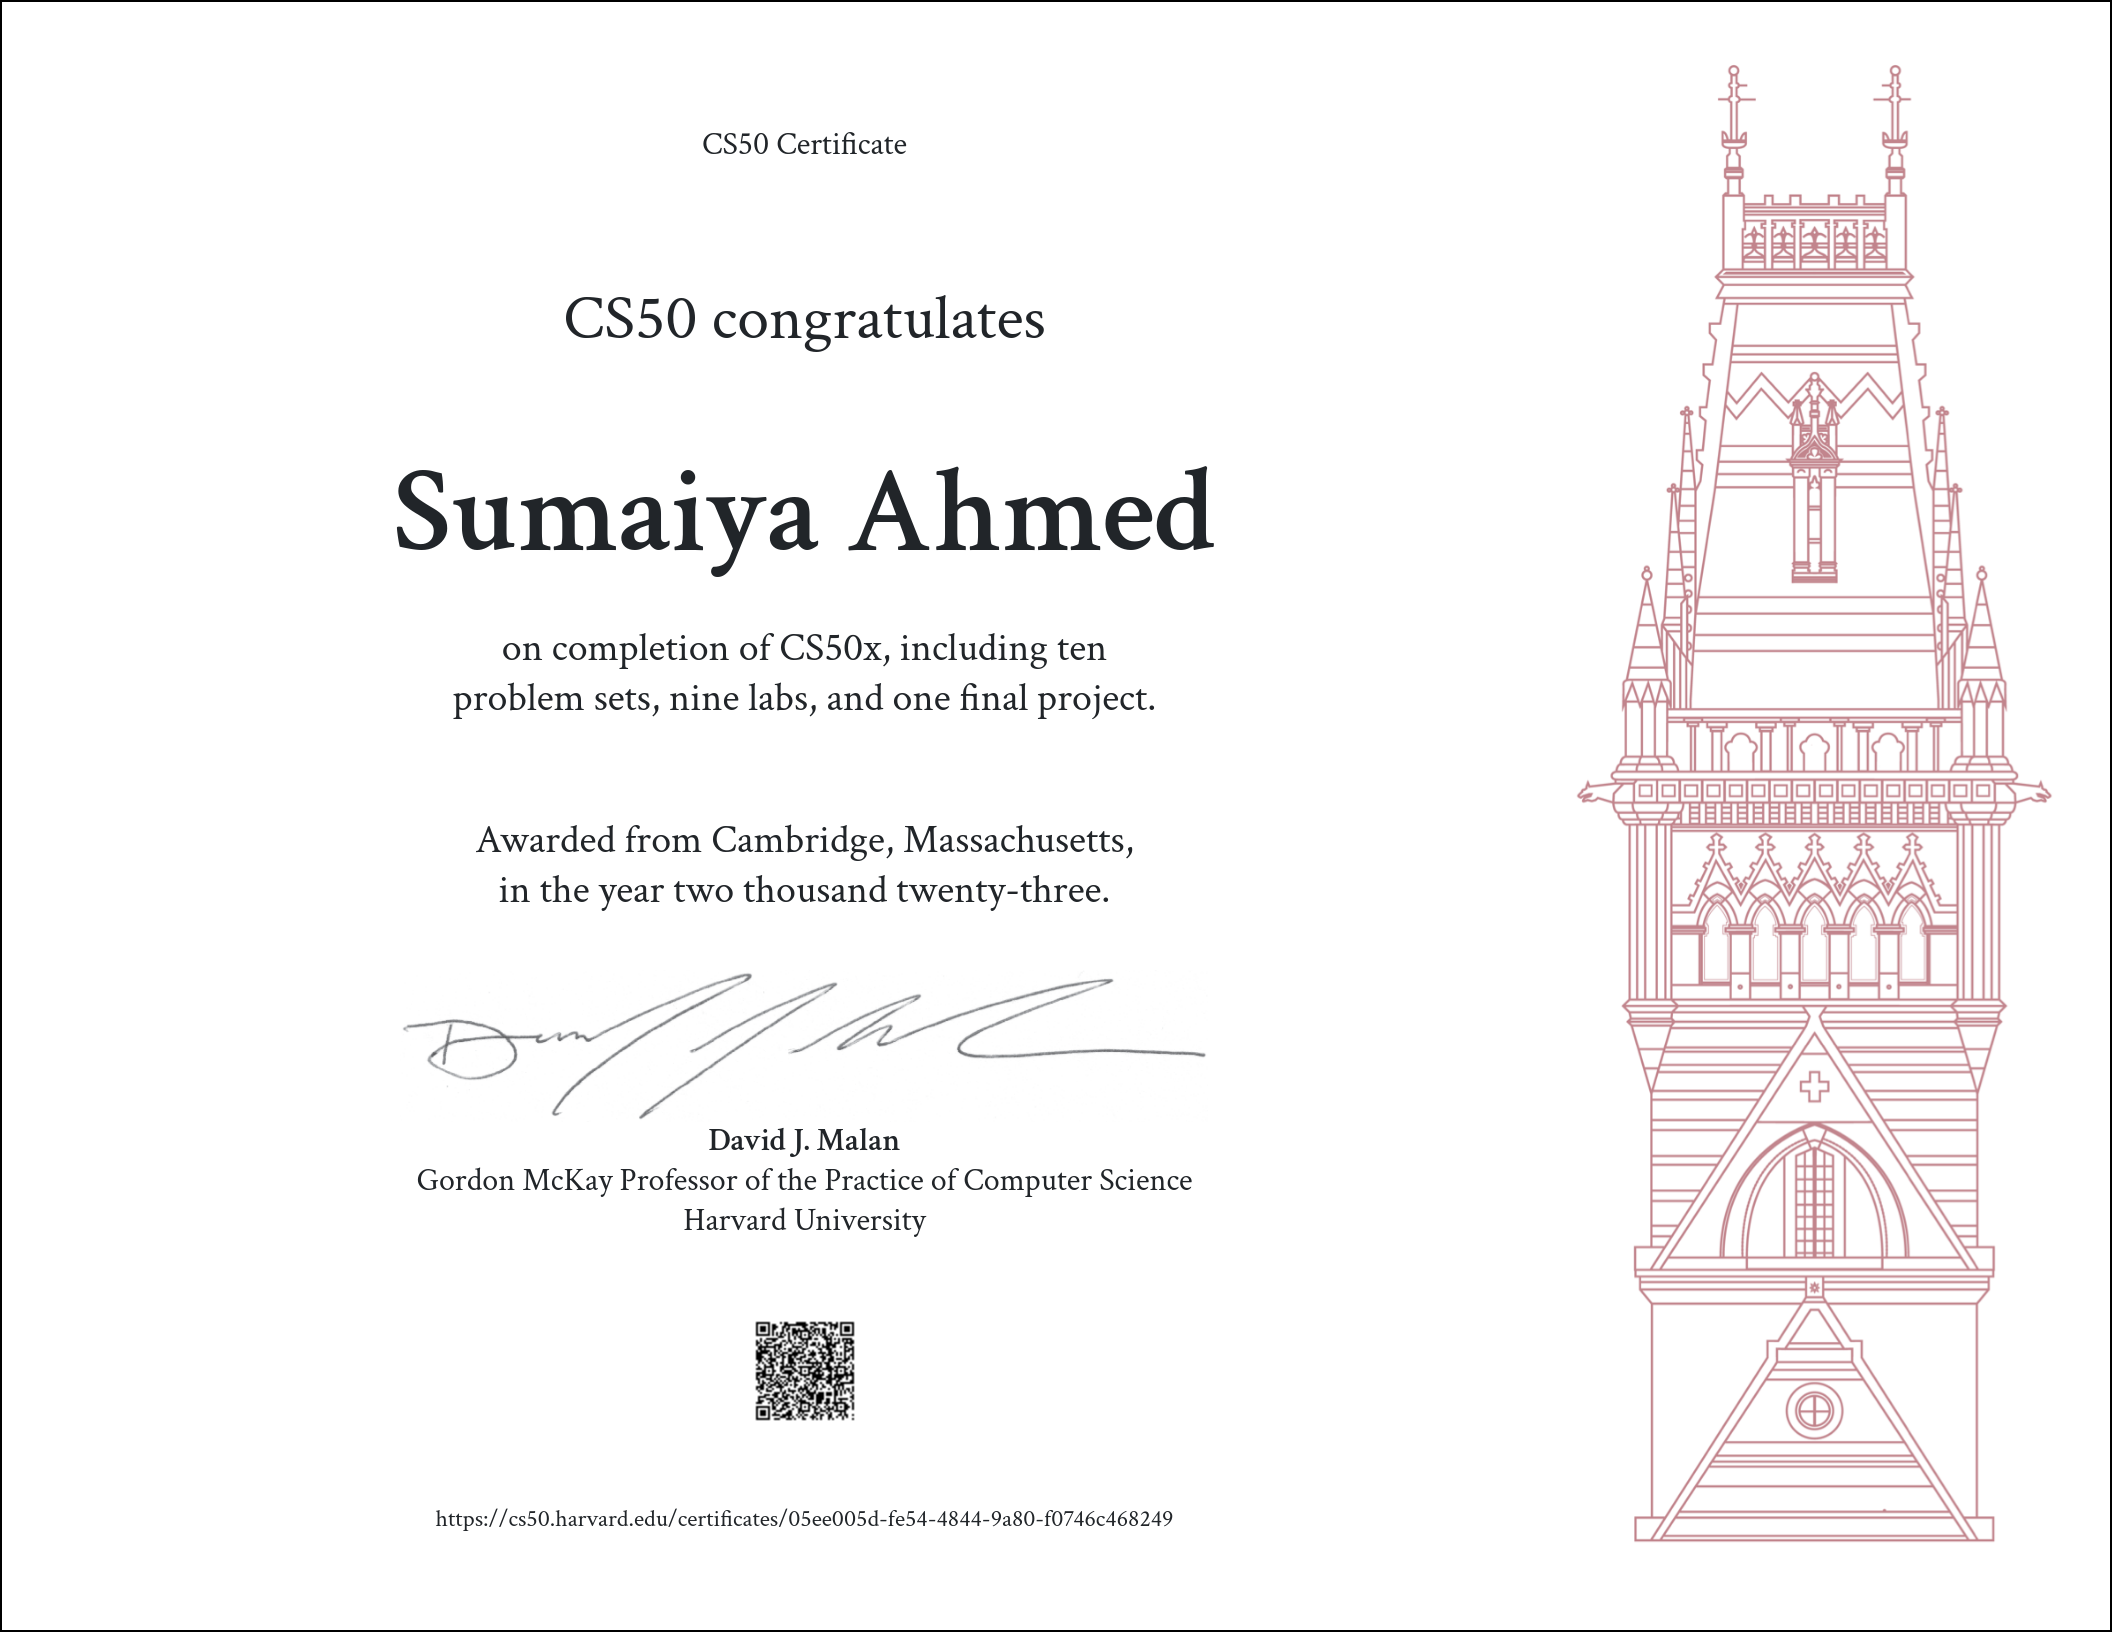 CS50 Certificate
CS50 congratulates
Sumaiya Ahmed
on completion of CS50x, including ten
problem sets, nine labs, and one final project.
Awarded from Cambridge, Massachusetts,
in the year two thousand twenty-three.
David J. Malan
Gordon McKay Professor of the Practice of Computer Science
Harvard University
https://cs50.harvard.edu/certificates/05ee005d-fe54-4844-9a80-f0746c468249